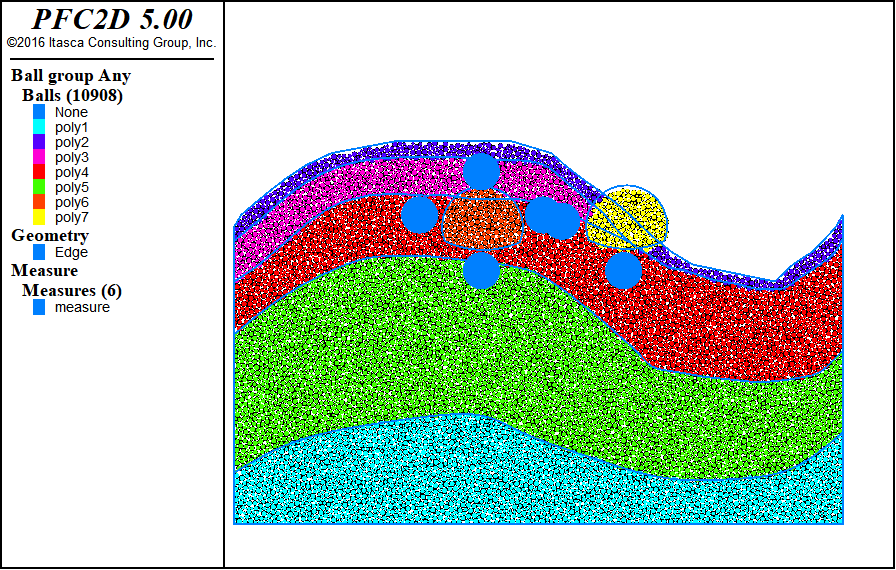 PFC2D 5.00
©2016 Itasca Consulting Group, Inc.
Ball group Any
Balls (10908)
None
poly1
poly2
poly3
poly4
poly5
poly6
poly7
Geometry
Edge
Measure
Measures (6)
measure